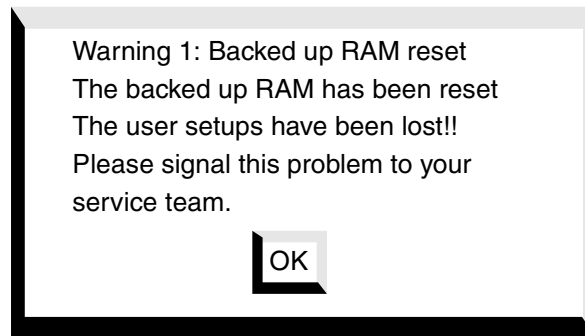 Warning 1: Backed up RAM reset
The backed up RAM has been reset
The user setups have been lost!!
Please signal this problem to your
service team.
OK